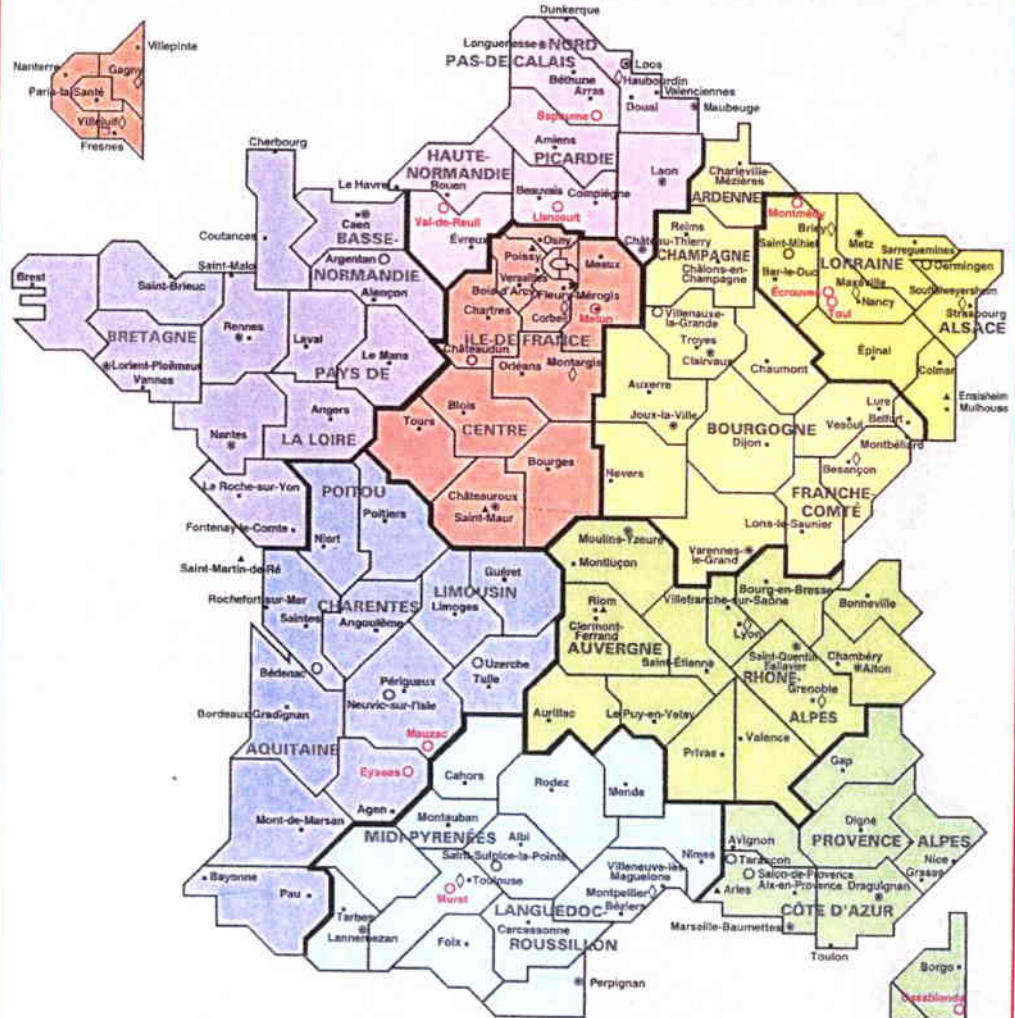 Dunkerque
Villepinte
Longuenesse NORD
PAS-DE CALAIS
Loos
Nanterre
Gagny
Béthune
Haubourdin
Paris-la Santé
Arras
Valenciennes
Douai
Maubeuge
Villejuif
Bapaume
Fresnes
Amiens
Cherbourg
PICARDIE
HAUTE-
NORMANDIE
Charleville-
Mézières
Laon
ARDENNE
Le Havre
Rouen
Beauvais
Compiègne
Val-de-Reuil
Liancourt
Montmédy
Caen
Reims
Briey
Metz
Coutances
BASSE-
Évreux
Osny
Château-Thierry
CHAMPAGNE
Saint-Mihiel
Sarreguemines
Argentan
Poissy
Meaux
LORRAINE
Oermingen
Saint-Malo
NORMANDIE
Versailles
Châlons-en-
Champagne
Bar-le-Duc
Maxéville
Brest
Saint-Brieuc
Bois-d'Arcy
Fleury-Mérogis
Écrouves
Nancy
Souffelweyersheim
Alençon
Chartres
Corbeil
Melun
Villenauxe-
la-Grande
Toul
Strasbourg
Rennes
ÎLE-DE FRANCE
ALSACE
BRETAGNE
Laval
Le Mans
Châteaudun
Troyes
Épinal
Lorient-Ploëmeur
PAYS DE
Montargis
Clairvaux
Chaumont
Colmar
Vannes
Orléans
Auxerre
Ensisheim
Angers
Blois
Joux-la-Ville
Lure
Mulhouse
Nantes
LA LOIRE
Tours
CENTRE
BOURGOGNE
Vesoul
Belfort
Dijon
Montbéliard
Bourges
Nevers
Besançon
La Roche-sur-Yon
POITOU
Châteauroux
FRANCHE-
COMTÉ
Poitiers
Saint-Maur
Fontenay-le-Comte
Lons-le-Saunier
Niort
Moulins-Yzeure
Varennes-
le-Grand
Saint-Martin-de-Ré
Montluçon
Guéret
Bourg-en-Bresse
Rochefort-sur-Mer
CHARENTES
LIMOUSIN
Riom
Villefranche-sur-Saône
Bonneville
Saintes
Angoulême
Limoges
Clermont-
Ferrand
Lyon
AUVERGNE
Saint-Quentin
Fallavier
Chambéry
Bédenac
Uzerche
Saint-Étienne
RHÔNE-
Aiton
Périgueux
Tulle
Grenoble
Neuvic-sur-l'Isle
Bordeaux Gradignan
Aurillac
Le Puy-en-Velay
ALPES
Mauzac
Valence
AQUITAINE
Privas
Eysses
Cahors
Gap
Rodez
Mende
Agen
Mont-de-Marsan
Montauban
Digne
MIDI-PYRENÉES
Albi
Avignon
PROVENCE - ALPES
Saint-Sulpice-la-Pointe
Nîmes
Tarascon
Nice
Bayonne
Villeneuve-lès
Maguelone
Salon-de-Provence
Grasse
Toulouse
Arles
Aix-en-Provence
Draguignan
Pau
Muret
Montpellier
Béziers
Tarbes
LANGUEDOC-
CÔTE D'AZUR
Lannemezan
Carcassonne
Marseille-Baumettes
Foix
ROUSSILLON
Toulon
Perpignan
Borgo
Casabianda